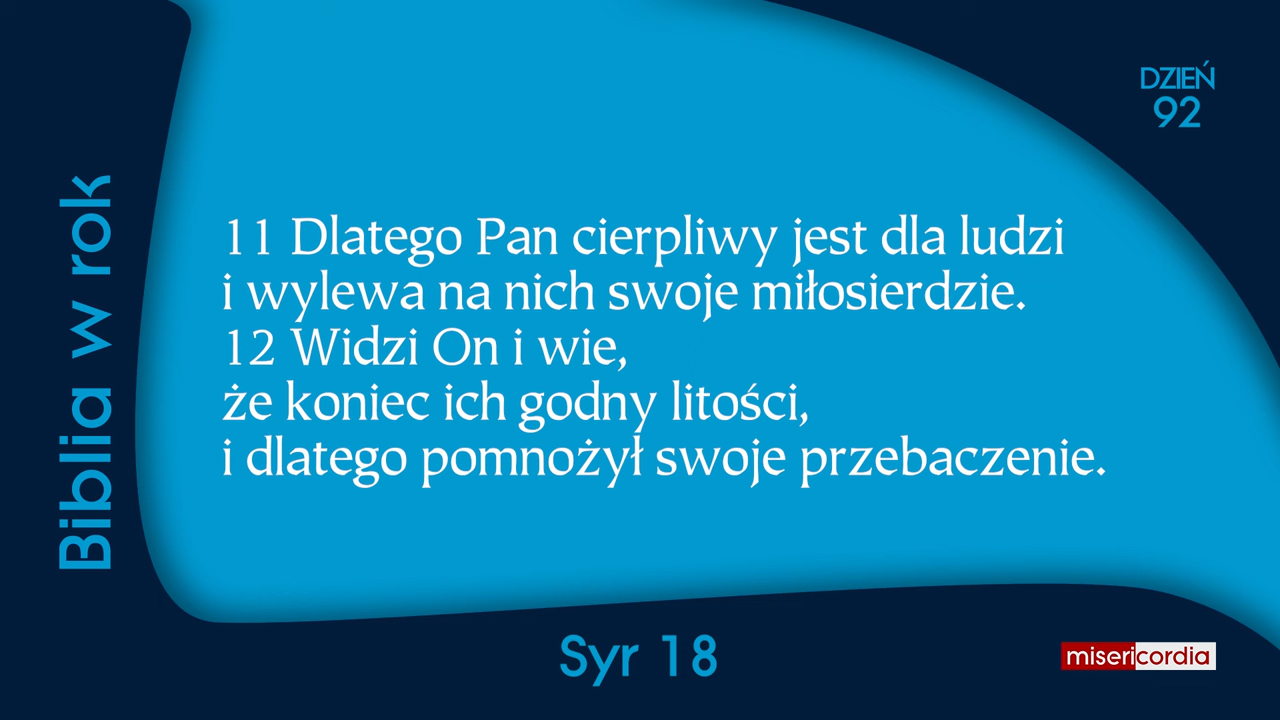 DZIEŃ
92
Biblia w rok
11 Dlatego Pan cierpliwy jest dla ludzi
i wylewa na nich swoje miłosierdzie.
12 Widzi On i wie,
że koniec ich godny litości,
i dlatego pomnożył swoje przebaczenie.
Syr 18
misericordia